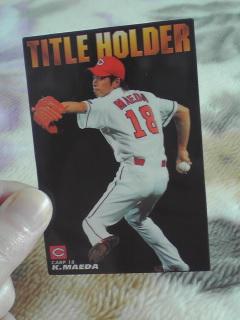 TITLE HOLDER
MAEDA
18
C
CARP 18
K.MAEDA